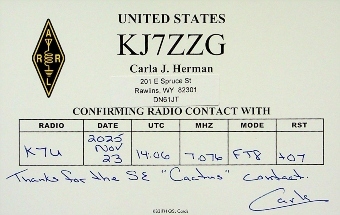 UNITED STATES
KJ7ZZG
Carla J. Herman
201 E Spruce St
Rawlins, WY 82301
DN61JT
A
R R
L
CONFIRMING RADIO CONTACT WITH
RADIO DATE UTC MHZ MODE RST
K7U 2025 Nov 23 14:06 7.076 FT8 +07
Thanks for the SE "Cactus" contact.
Carla